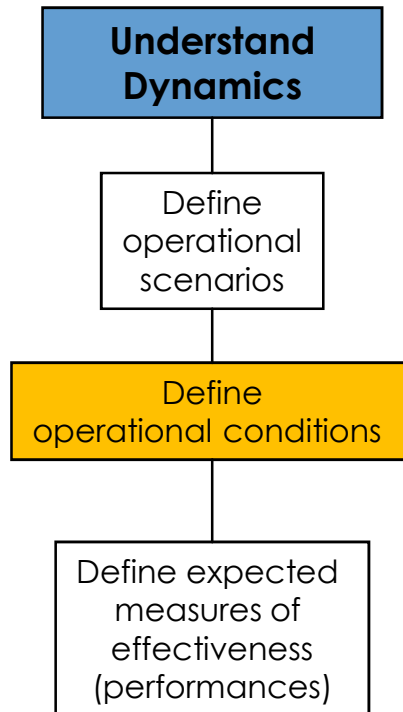 Understand
Dynamics
Define
operational
scenarios
Define
operational conditions
Define expected
measures of
effectiveness
(performances)